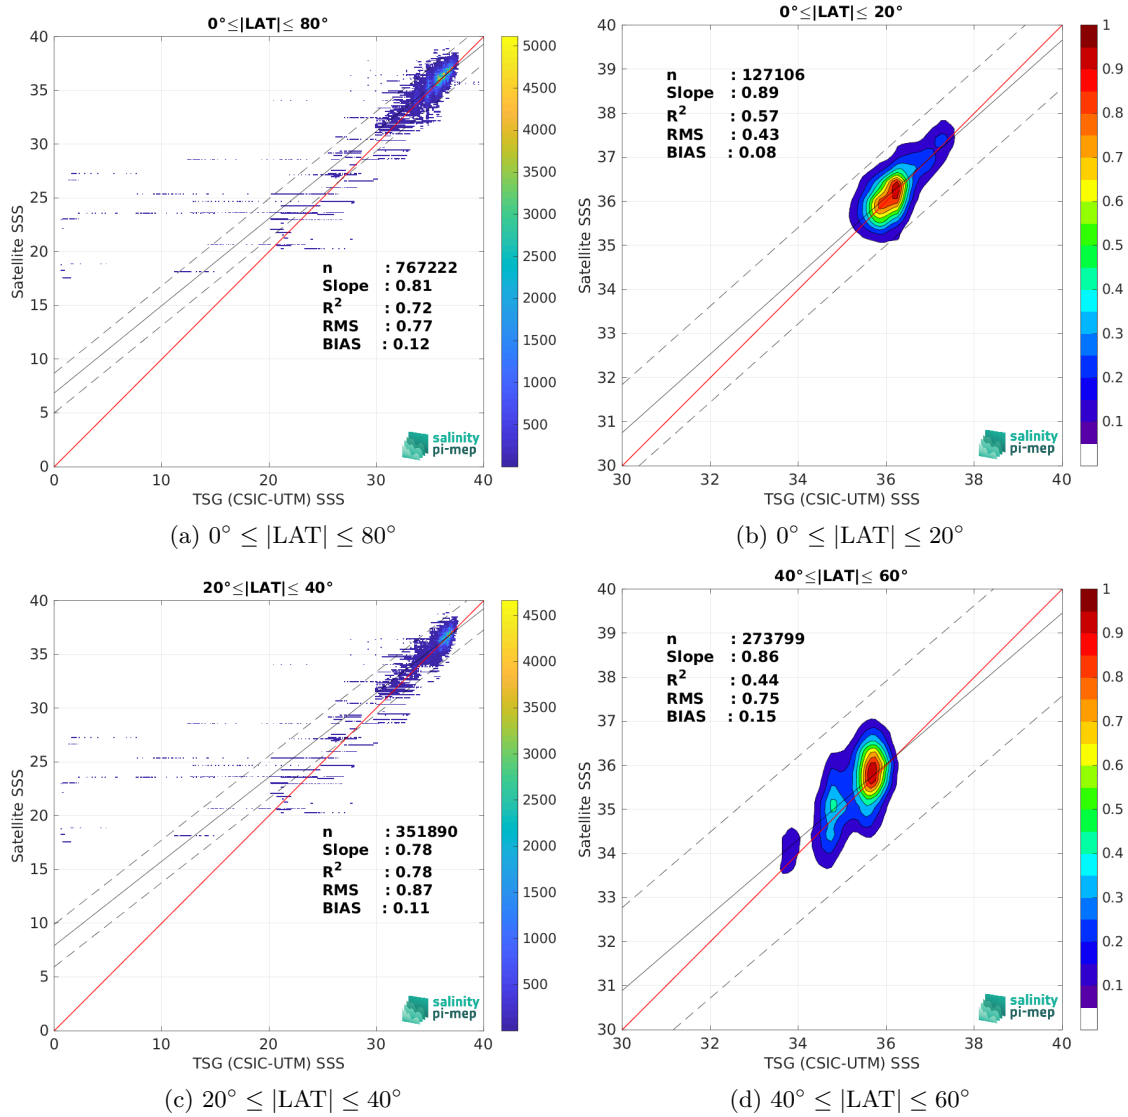 0°≤|LAT|≤ 80°
40
35
30
25
20
15
10
5
0
Satellite SSS
n : 767222
Slope : 0.81
R² : 0.72
RMS : 0.77
BIAS : 0.12
salinity
pi-mep
0 10 20 30 40
TSG (CSIC-UTM) SSS
5000
4500
4000
3500
3000
2500
2000
1500
1000
500
(a) 0° ≤ |LAT| ≤ 80°
0°≤|LAT|≤ 20°
40
39
38
37
36
35
34
33
32
31
30
Satellite SSS
n : 127106
Slope : 0.89
R² : 0.57
RMS : 0.43
BIAS : 0.08
salinity
pi-mep
30 32 34 36 38 40
TSG (CSIC-UTM) SSS
1
0.9
0.8
0.7
0.6
0.5
0.4
0.3
0.2
0.1
(b) 0° ≤ |LAT| ≤ 20°
20°≤|LAT|≤ 40°
40
35
30
25
20
15
10
5
0
Satellite SSS
n : 351890
Slope : 0.78
R² : 0.78
RMS : 0.87
BIAS : 0.11
salinity
pi-mep
0 10 20 30 40
TSG (CSIC-UTM) SSS
4500
4000
3500
3000
2500
2000
1500
1000
500
(c) 20° ≤ |LAT| ≤ 40°
40°≤|LAT|≤ 60°
40
39
38
37
36
35
34
33
32
31
30
Satellite SSS
n : 273799
Slope : 0.86
R² : 0.44
RMS : 0.75
BIAS : 0.15
salinity
pi-mep
30 32 34 36 38 40
TSG (CSIC-UTM) SSS
1
0.9
0.8
0.7
0.6
0.5
0.4
0.3
0.2
0.1
(d) 40° ≤ |LAT| ≤ 60°